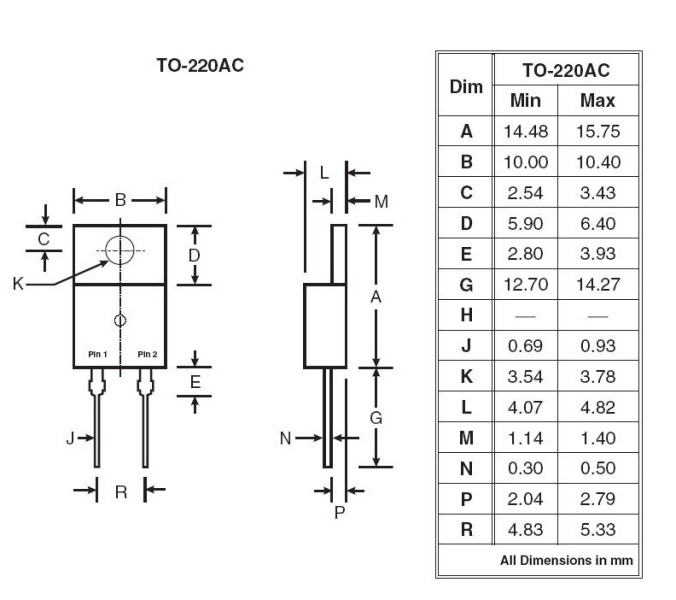 TO-220AC
L
M
B
C
D
K
A
Pin 1 Pin 2
E
G
J
N
R
P
Dim TO-220AC
Min Max
A 14.48 15.75
B 10.00 10.40
C 2.54 3.43
D 5.90 6.40
E 2.80 3.93
G 12.70 14.27
H — —
J 0.69 0.93
K 3.54 3.78
L 4.07 4.82
M 1.14 1.40
N 0.30 0.50
P 2.04 2.79
R 4.83 5.33
All Dimensions in mm